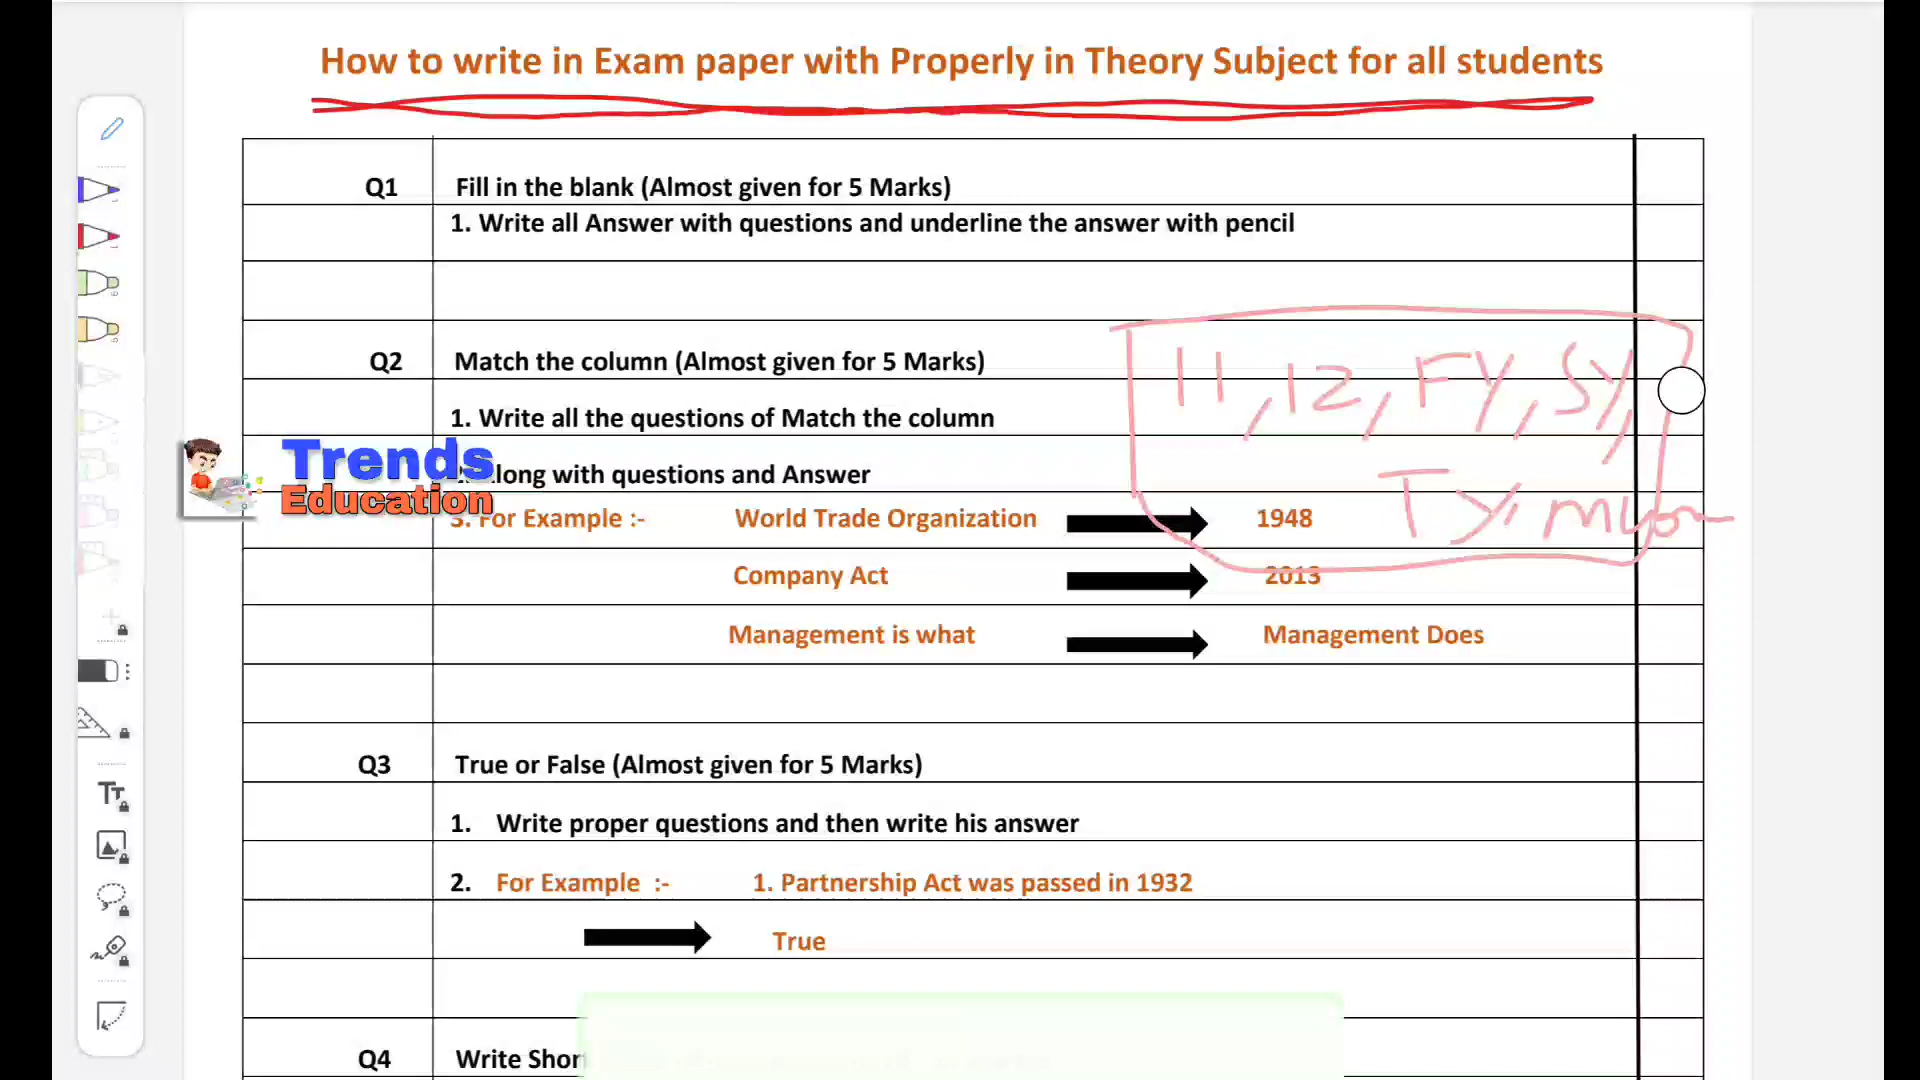 How to write in Exam paper with Properly in Theory Subject for all students
Q1 Fill in the blank (Almost given for 5 Marks)
1. Write all Answer with questions and underline the answer with pencil
Q2 Match the column (Almost given for 5 Marks)
11, 12, FY, SY,
1. Write all the questions of Match the column
Trends
Education
long with questions and Answer
TY,
3. For Example :- World Trade Organization 1948
Company Act 2013
Management is what Management Does
Q3 True or False (Almost given for 5 Marks)
1. Write proper questions and then write his answer
2. For Example :- 1. Partnership Act was passed in 1932
True
Q4 Write Short